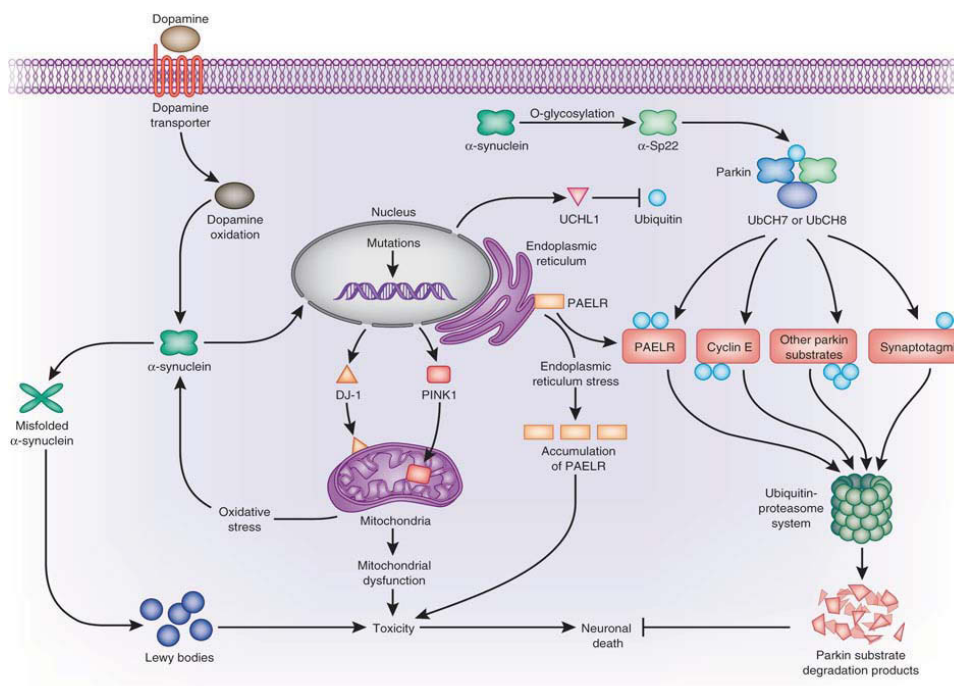 Dopamine
Dopamine
transporter
O-glycosylation
α-synuclein
α-Sp22
Parkin
Dopamine
oxidation
Nucleus
UCHL1
Ubiquitin
UbCH7 or UbCH8
Mutations
Endoplasmic
reticulum
PAELR
PAELR
Cyclin E
Other parkin
substrates
Synaptotagmi
α-synuclein
Endoplasmic
reticulum stress
DJ-1
PINK1
Misfolded
α-synuclein
Accumulation
of PAELR
Ubiquitin-
proteasome
system
Oxidative
stress
Mitochondria
Mitochondrial
dysfunction
Lewy bodies
Toxicity
Neuronal
death
Parkin substrate
degradation products